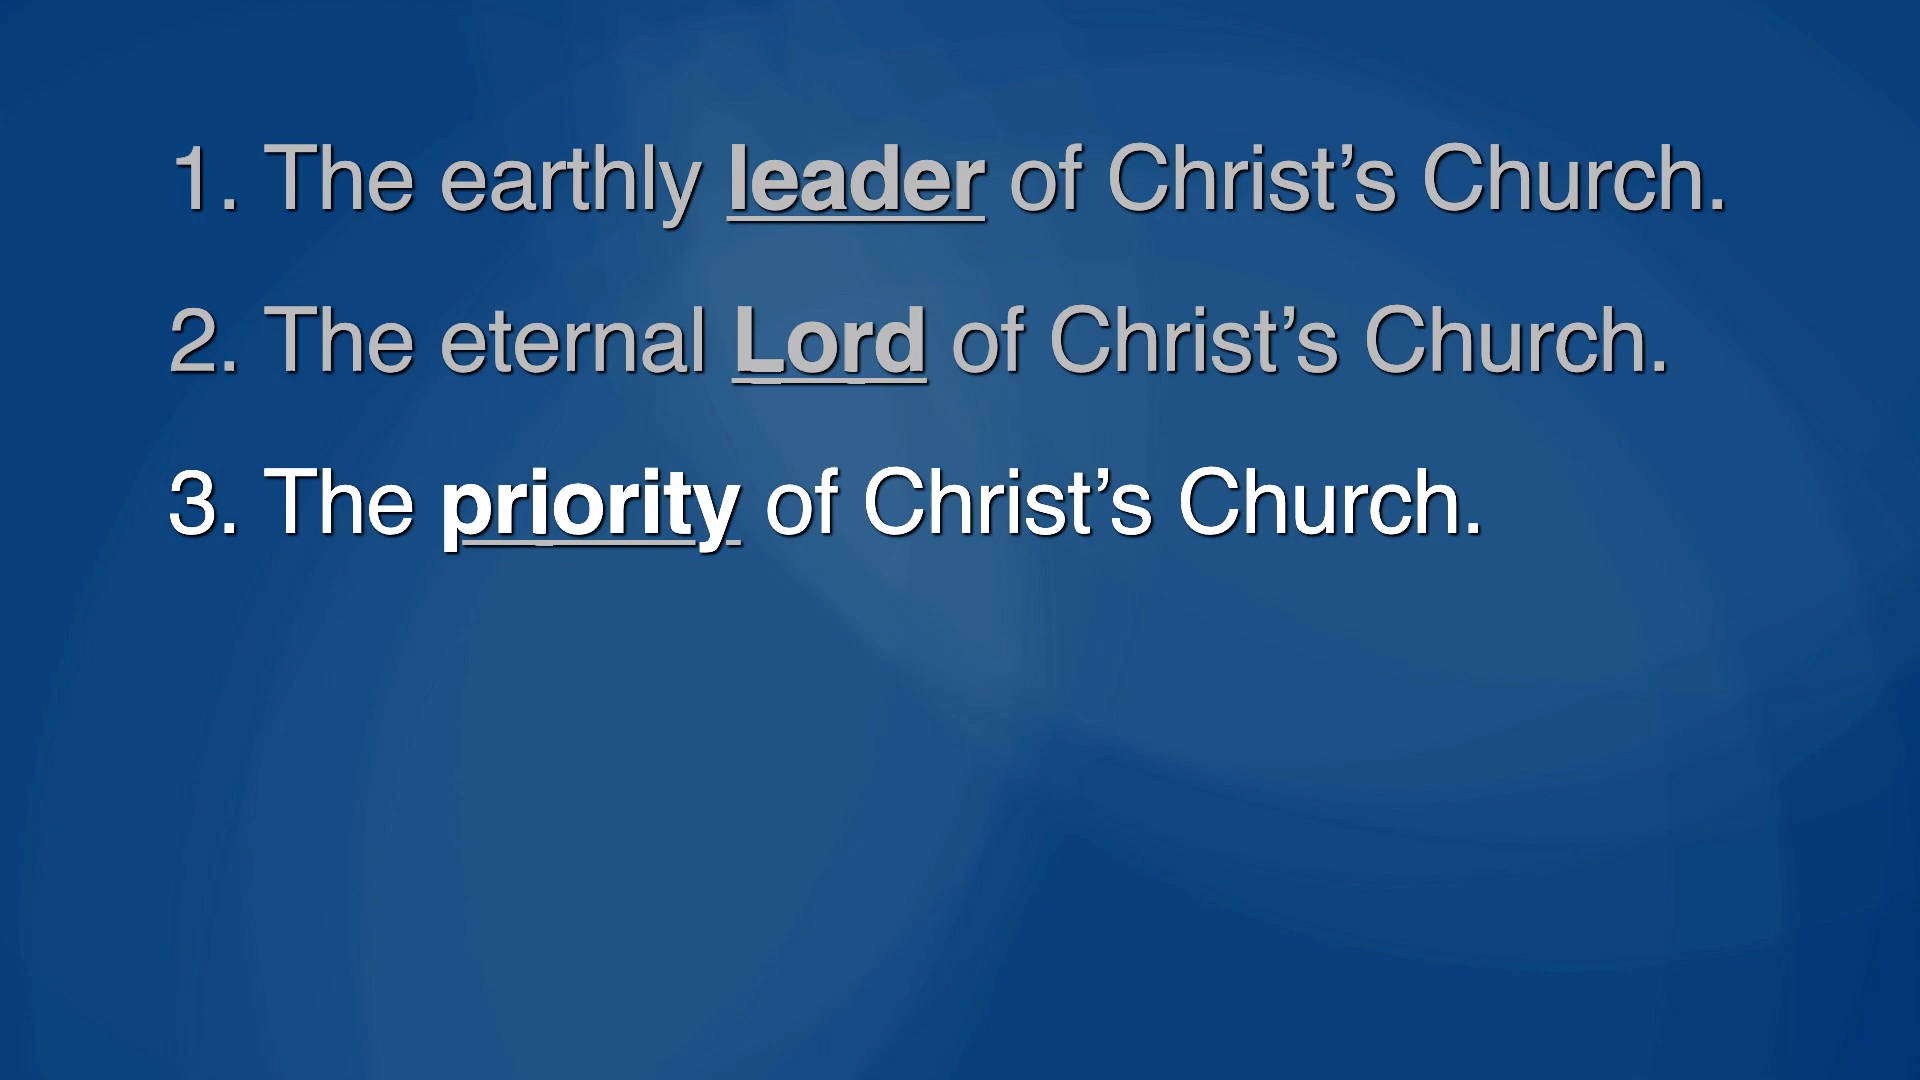 1. The earthly leader of Christ’s Church.
2. The eternal Lord of Christ’s Church.
3. The priority of Christ’s Church.